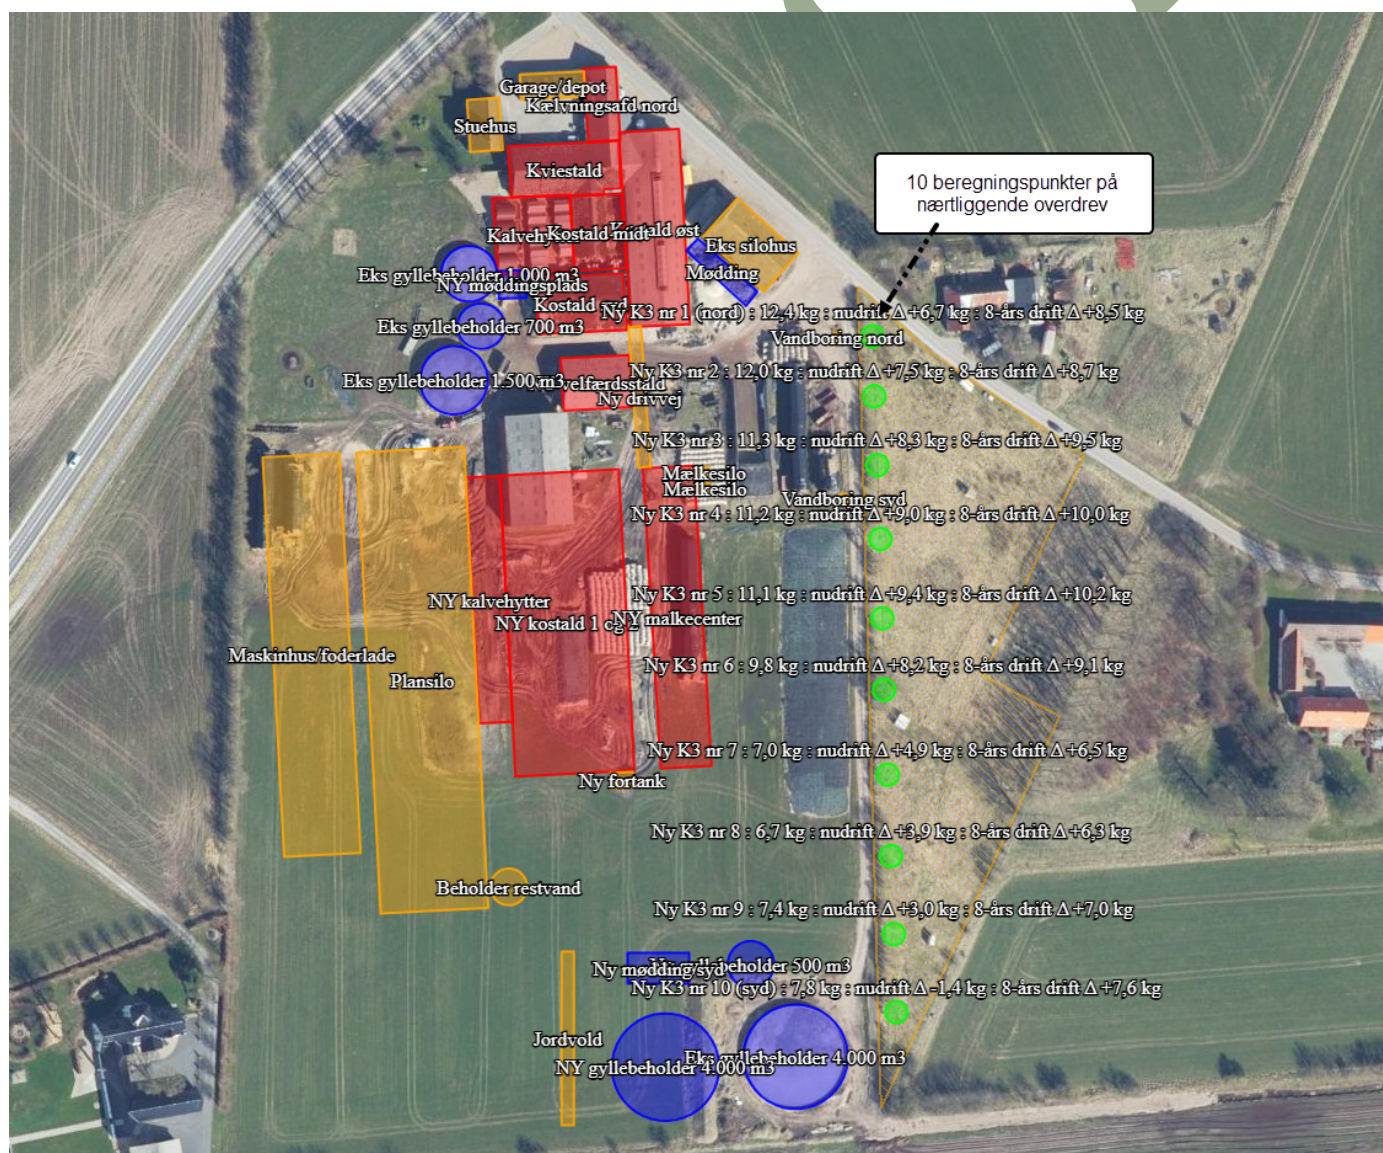 Garage/depot
Kælvningsafd nord
Stuehus
Kviestald
10 beregningspunkter på
nærtliggende overdrev
Kostald midt
Kostald øst
Eks silohus
Mødding
Eks gyllebeholder 1.000 m3
NY møddingsplads
Kostald syd
Ny K3 nr 1 (nord) : 12,4 kg : nudrift Δ +6,7 kg : 8-års drift Δ +8,5 kg
Eks gyllebeholder 700 m3
Vandboring nord
Ny K3 nr 2 : 12,0 kg : nudrift Δ +7,5 kg : 8-års drift Δ +8,7 kg
Eks gyllebeholder 1.500 m3
velfærdsstald
Ny drivvej
Ny K3 nr 3 : 11,3 kg : nudrift Δ +8,3 kg : 8-års drift Δ +9,5 kg
Mælkesilo
Mælkesilo
Vandboring syd
Ny K3 nr 4 : 11,2 kg : nudrift Δ +9,0 kg : 8-års drift Δ +10,0 kg
Ny K3 nr 5 : 11,1 kg : nudrift Δ +9,4 kg : 8-års drift Δ +10,2 kg
NY kalvehytter
NY kostald 1 og 2
NY malkecenter
Maskinhus/foderlade
Ny K3 nr 6 : 9,8 kg : nudrift Δ +8,2 kg : 8-års drift Δ +9,1 kg
Plansilo
Ny K3 nr 7 : 7,0 kg : nudrift Δ +4,9 kg : 8-års drift Δ +6,5 kg
Ny fortank
Ny K3 nr 8 : 6,7 kg : nudrift Δ +3,9 kg : 8-års drift Δ +6,3 kg
Beholder restvand
Ny K3 nr 9 : 7,4 kg : nudrift Δ +3,0 kg : 8-års drift Δ +7,0 kg
Ny mødding syd
Ny gyllebeholder 500 m3
Ny K3 nr 10 (syd) : 7,8 kg : nudrift Δ -1,4 kg : 8-års drift Δ +7,6 kg
Jordvold
Eks gyllebeholder 4.000 m3
NY gyllebeholder 4.000 m3